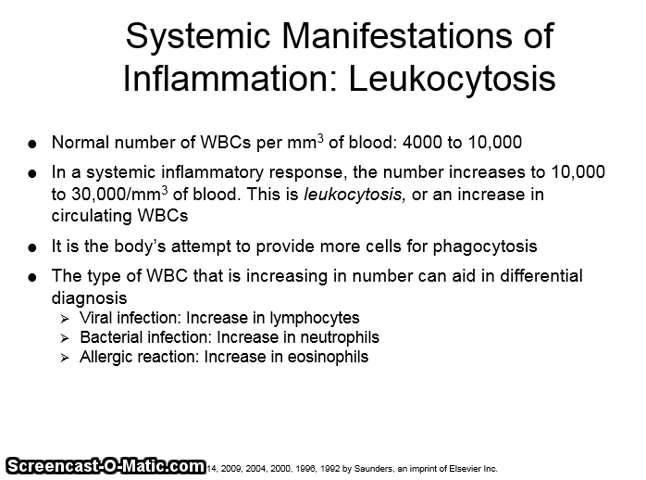 Systemic Manifestations of
Inflammation: Leukocytosis
● Normal number of WBCs per mm³ of blood: 4000 to 10,000
● In a systemic inflammatory response, the number increases to 10,000
to 30,000/mm³ of blood. This is leukocytosis, or an increase in
circulating WBCs
● It is the body's attempt to provide more cells for phagocytosis
● The type of WBC that is increasing in number can aid in differential
diagnosis
➢ Viral infection: Increase in lymphocytes
➢ Bacterial infection: Increase in neutrophils
➢ Allergic reaction: Increase in eosinophils
Screencast-O-Matic.com 14, 2009, 2004, 2000, 1996, 1992 by Saunders, an imprint of Elsevier Inc.